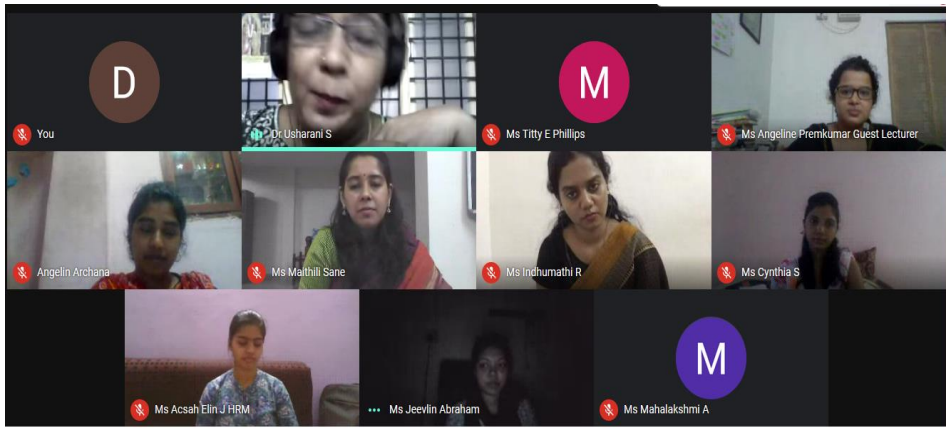 D
You
Dr Usharani S
M
Ms Titty E Phillips
Ms Angeline Premkumar Guest Lecturer
Angelin Archana
Ms Maithili Sane
Ms Indhumathi R
Ms Cynthia S
Ms Acsah Elin J HRM
Ms Jeevlin Abraham
M
Ms Mahalakshmi A